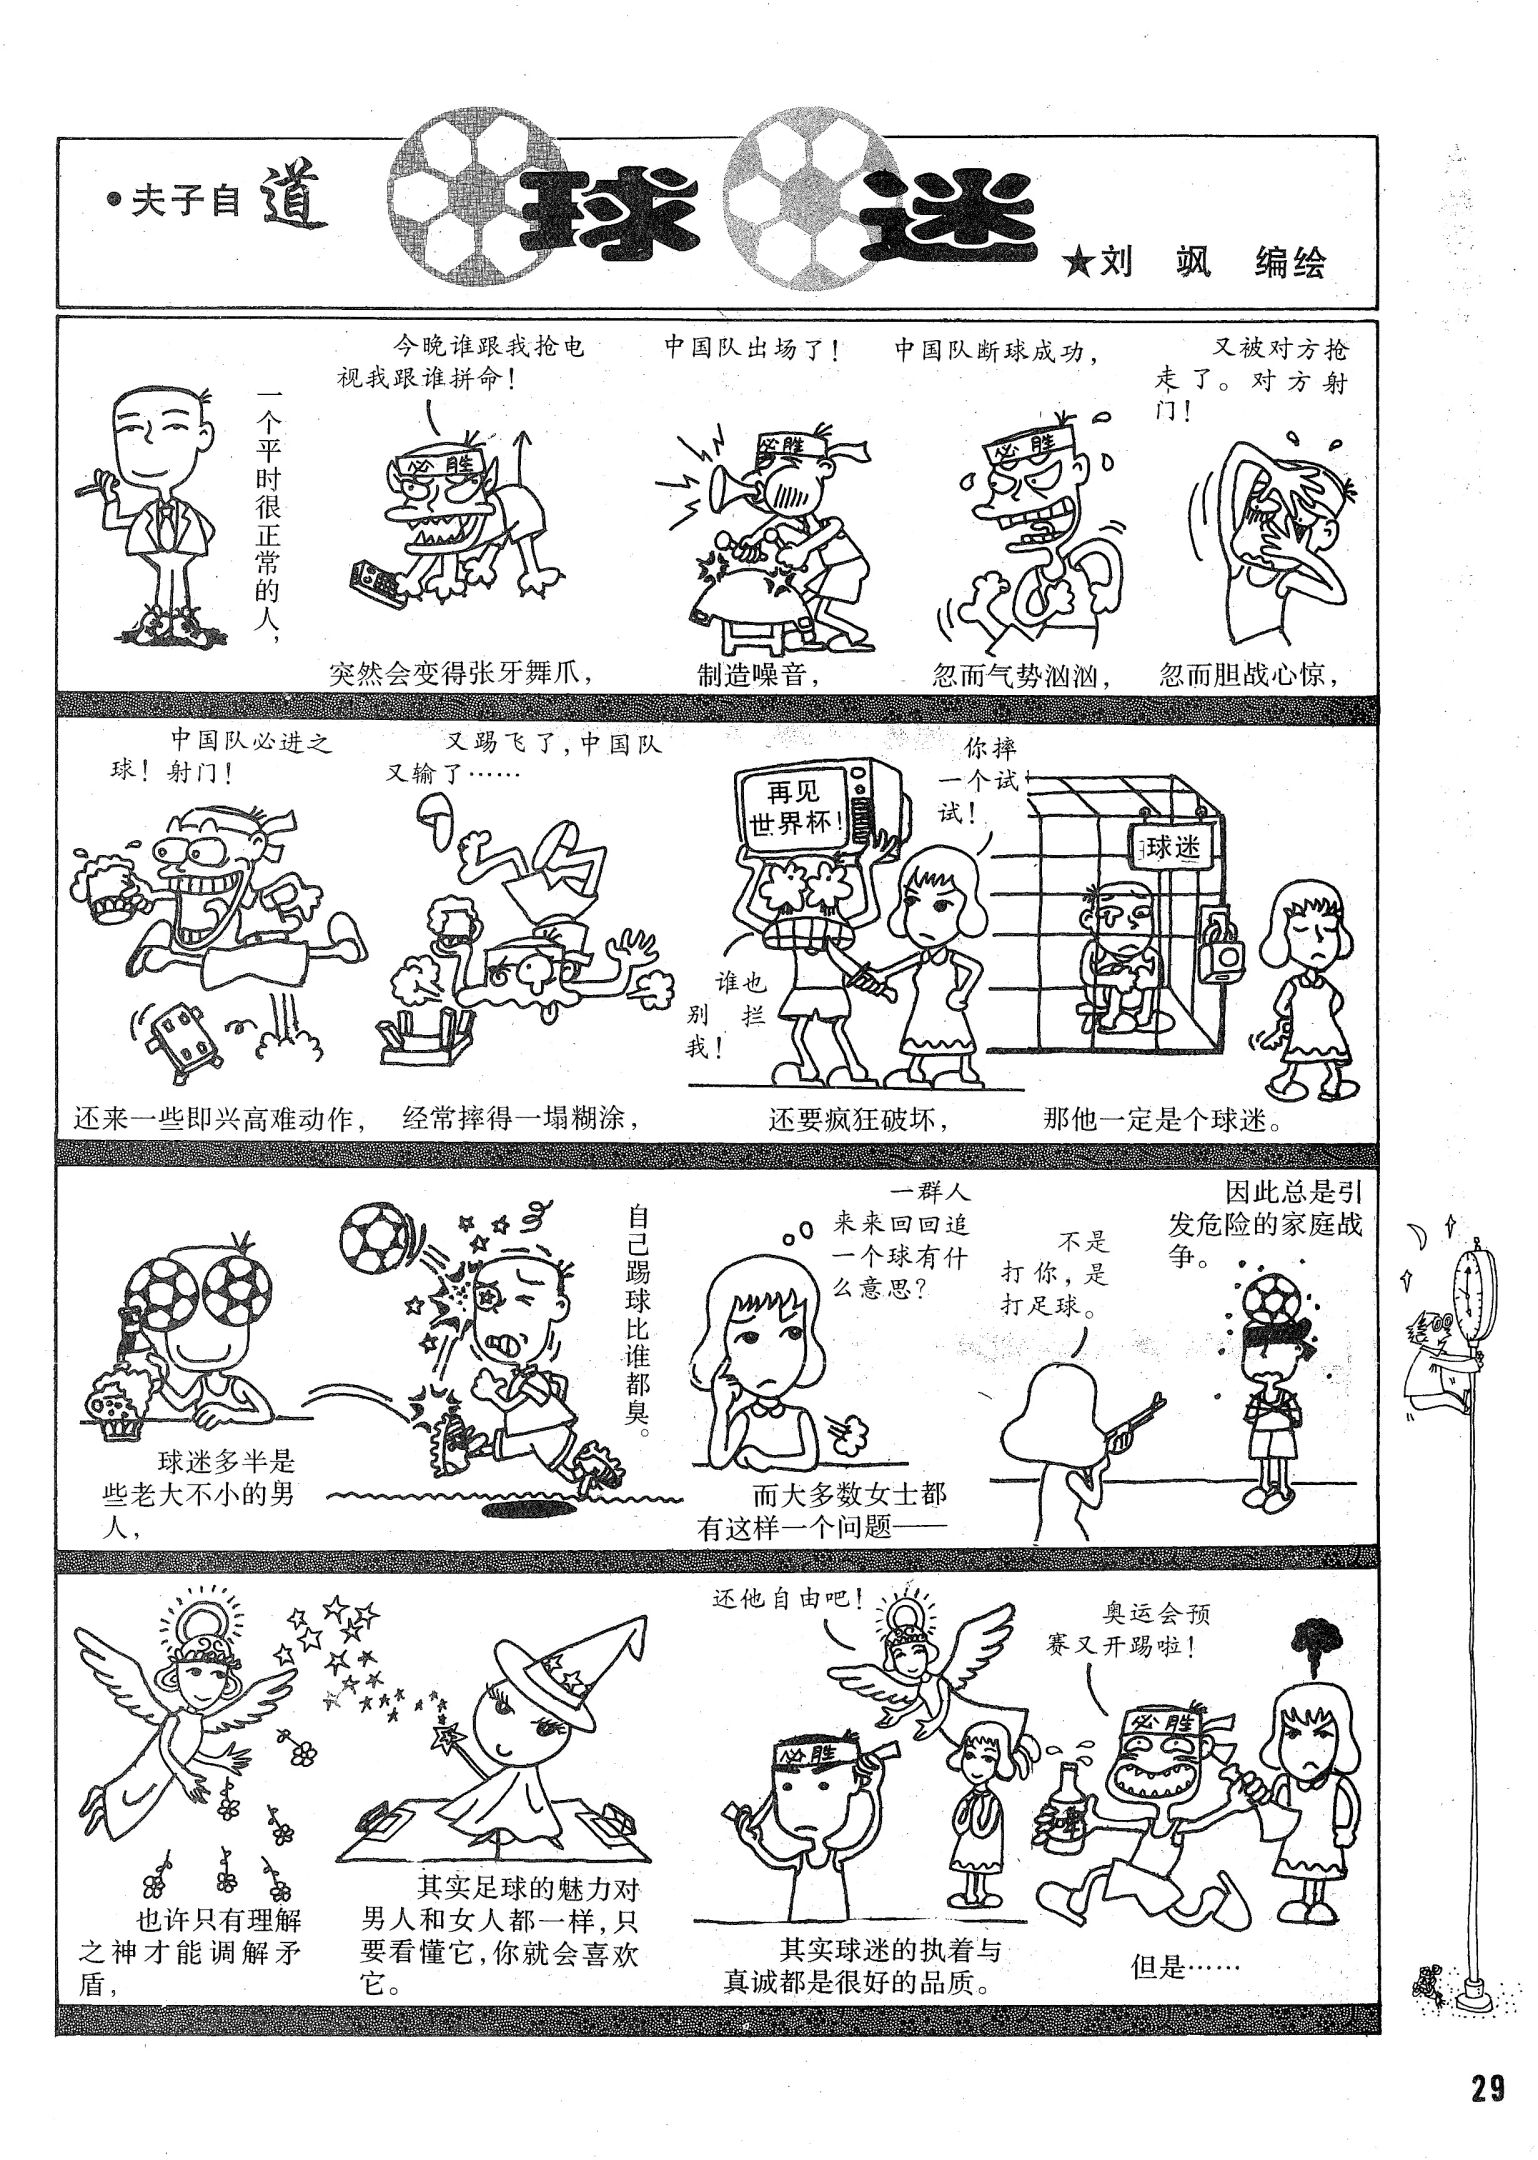 •夫子自道
球迷
★刘 飒 编绘
一个平时很正常的人，
今晚谁跟我抢电
视我跟谁拼命！
必胜
突然会变得张牙舞爪，
中国队出场了！
必胜
制造噪音，
中国队断球成功，
必胜
忽而气势汹汹，
又被对方抢
走了。对方射
门！
忽而胆战心惊，
中国队必进之
球！射门！
还来一些即兴高难动作，
又踢飞了，中国队
又输了……
经常摔得一塌糊涂，
再见
世界杯！
你摔
一个试
试！
谁也
别拦
我！
还要疯狂破坏，
球迷
那他一定是个球迷。
球迷多半是
些老大不小的男
人，
自己踢球比谁都臭。
一群人
来来回回追
一个球有什
么意思？
而大多数女士都
有这样一个问题——
不是
打你，是
打足球。
因此总是引
发危险的家庭战
争。
也许只有理解
之神才能调解矛
盾，
其实足球的魅力对
男人和女人都一样，只
要看懂它，你就会喜欢
它。
还他自由吧！
必胜
其实球迷的执着与
真诚都是很好的品质。
奥运会预
赛又开踢啦！
必胜
啤
但是……
29